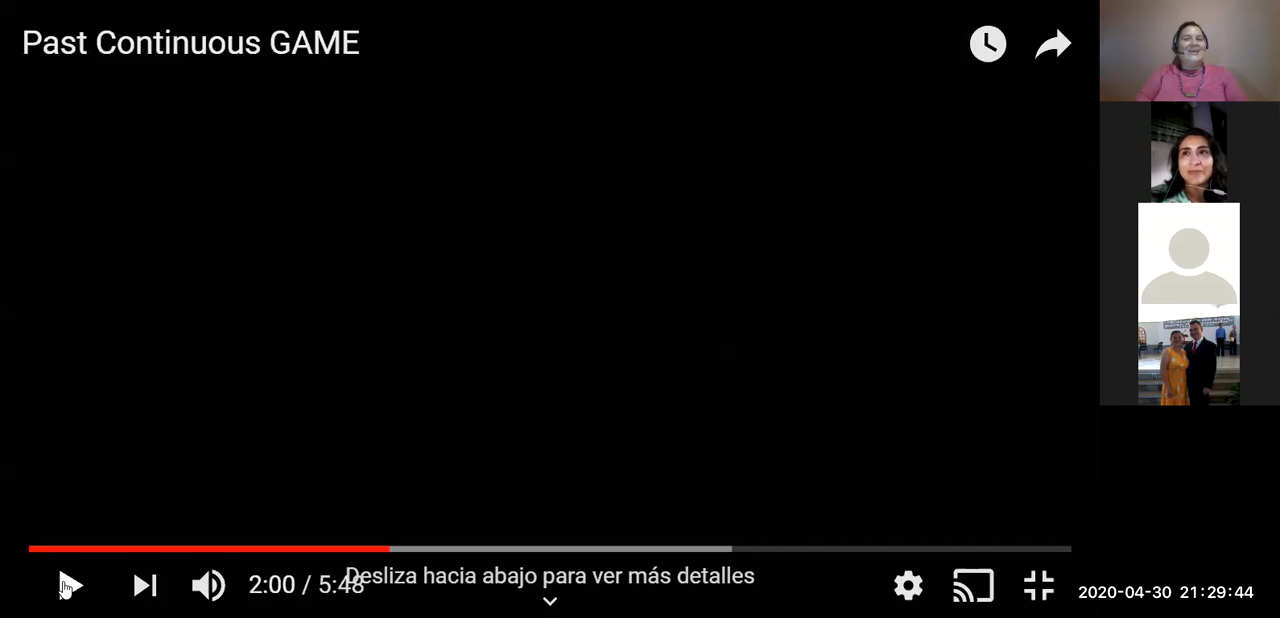 Past Continuous GAME
2:00 / 5:48
Desliza hacia abajo para ver más detalles
2020-04-30 21:29:44